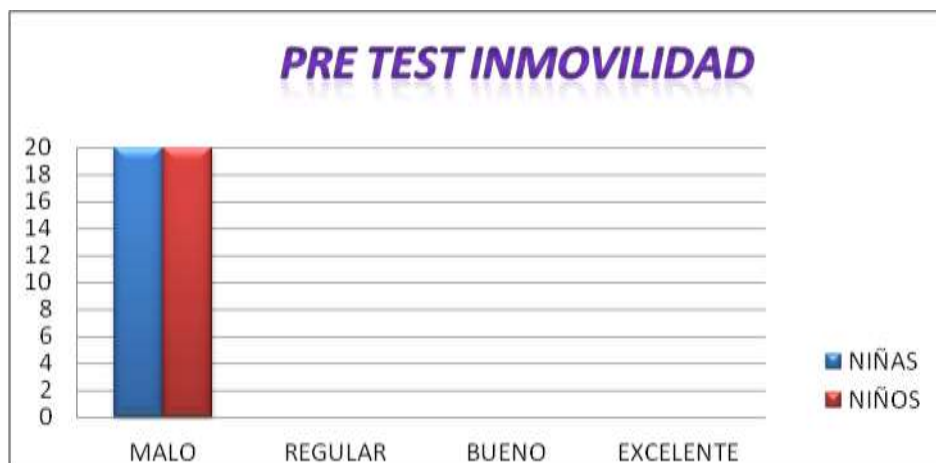 PRE TEST INMOVILIDAD
20
18
16
14
12
10
8
6
4
2
0
MALO REGULAR BUENO EXCELENTE
NIÑAS
NIÑOS